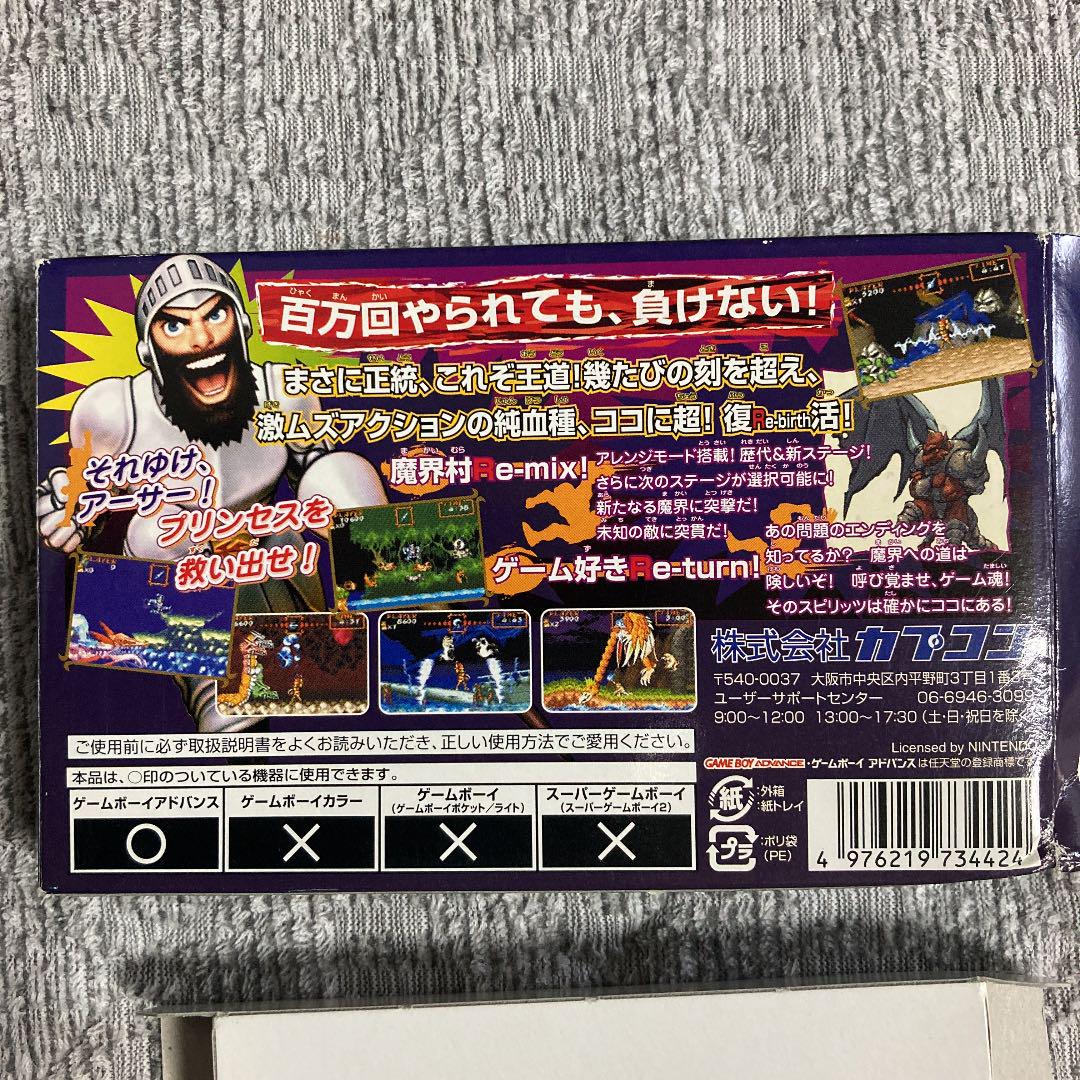 百万回やられても、負けない!
まさに正統、これぞ王道!幾たびの刻を超え、
激ムズアクションの純血種、ココに超!復Re-birth活!
それゆけ、
アーサー!
プリンセスを
救い出せ!
魔界村Re-mix!
アレンジモード搭載!歴代&新ステージ!
さらに次のステージが選択可能に!
新たなる魔界に突撃だ!
未知の敵に突貫だ!
ゲーム好きRe-turn!
あの問題のエンディングを
知ってるか? 魔界への道は
険しいぞ! 呼び覚ませ、ゲーム魂!
そのスピリッツは確かにココにある!
株式会社 カプコン
〒540-0037 大阪市中央区内平野町3丁目1番3号
ユーザーサポートセンター 06-6946-3099
9:00~12:00 13:00~17:30(土・日・祝日を除く)
Licensed by NINTENDO
GAME BOY ADVANCE・ゲームボーイ アドバンスは任天堂の登録商標です
ご使用前に必ず取扱説明書をよくお読みいただき、正しい使用方法でご愛用ください。
本品は、○印のついている機器に使用できます。
ゲームボーイアドバンス
○
ゲームボーイカラー
×
ゲームボーイ
(ゲームボーイポケット/ライト)
×
スーパーゲームボーイ
(スーパーゲームボーイ2)
×
紙
:外箱
:紙トレイ
プラ
:ポリ袋
(PE)
4 976219 734424